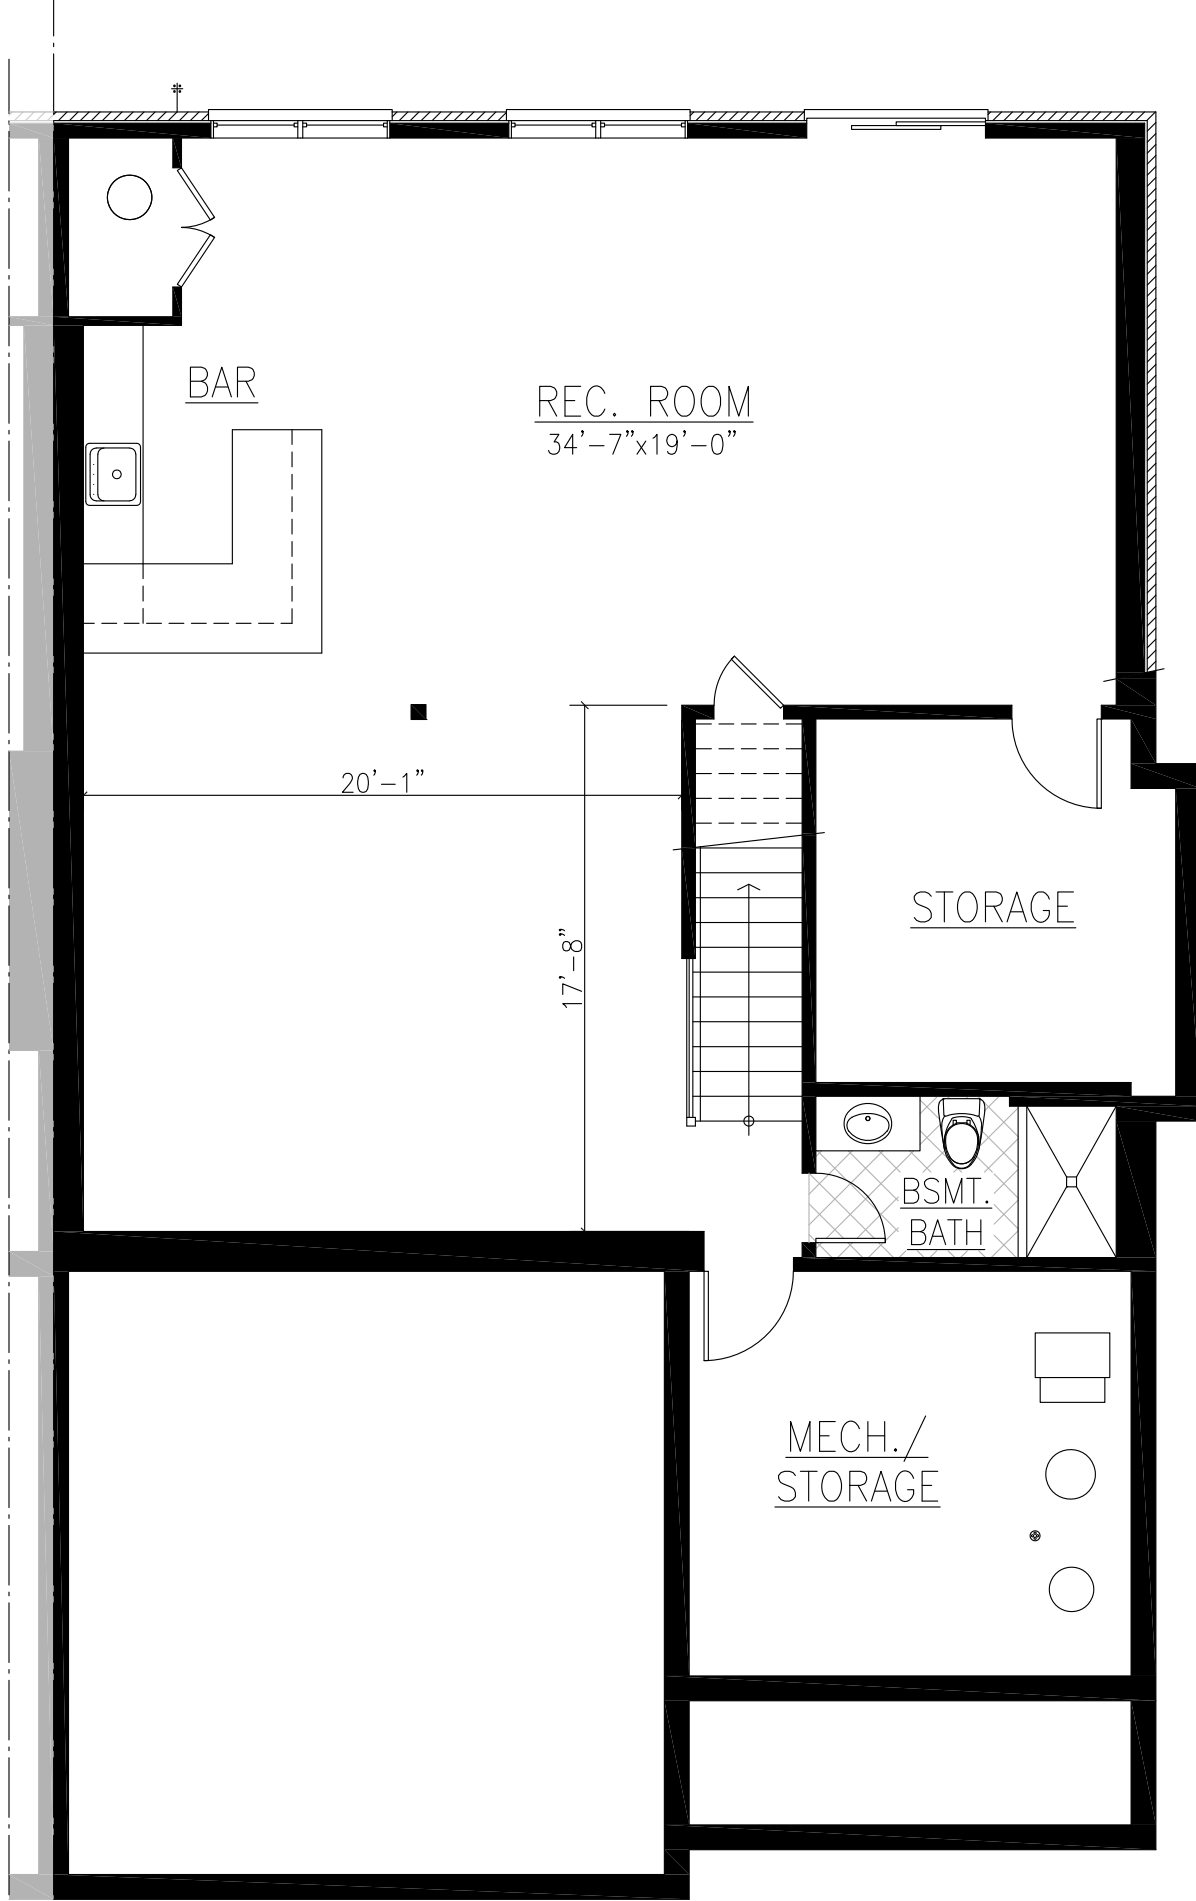 BAR
REC. ROOM
34'-7"x19'-0"
20'-1"
17'-8"
STORAGE
BSMT.
BATH
MECH./
STORAGE